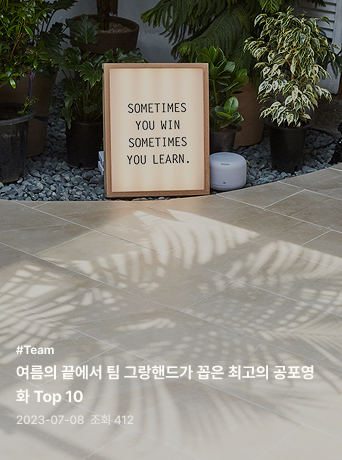 SOMETIMES
YOU WIN
SOMETIMES
YOU LEARN.
#Team
여름의 끝에서 팀 그랑핸드가 꼽은 최고의 공포영
화 Top 10
2023-07-08 조회 412